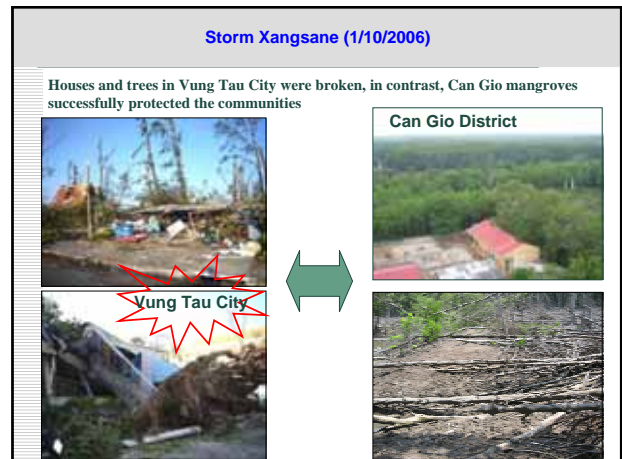 Storm Xangsane (1/10/2006)
Houses and trees in Vung Tau City were broken, in contrast, Can Gio mangroves
successfully protected the communities
Can Gio District
Vung Tau City